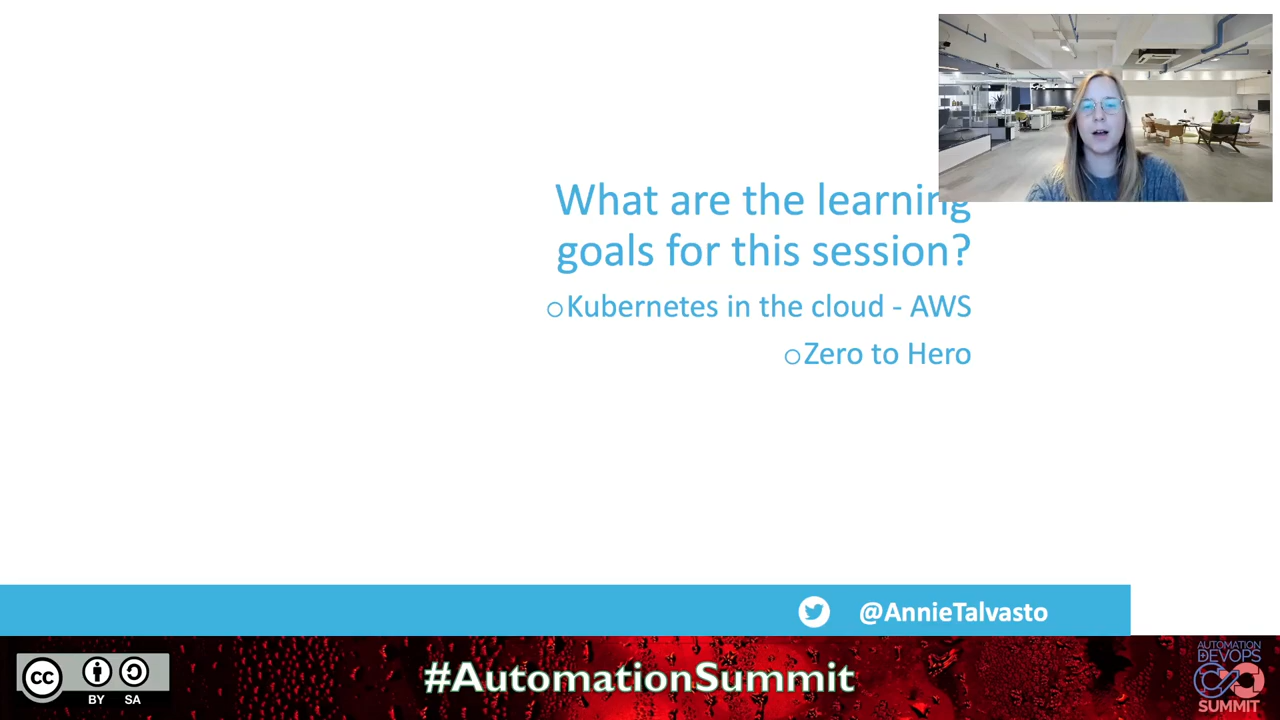 What are the learning
goals for this session?
Kubernetes in the cloud - AWS
Zero to Hero
@AnnieTalvasto
cc
BY SA
#AutomationSummit
AUTOMATION
DEVOPS
SUMMIT